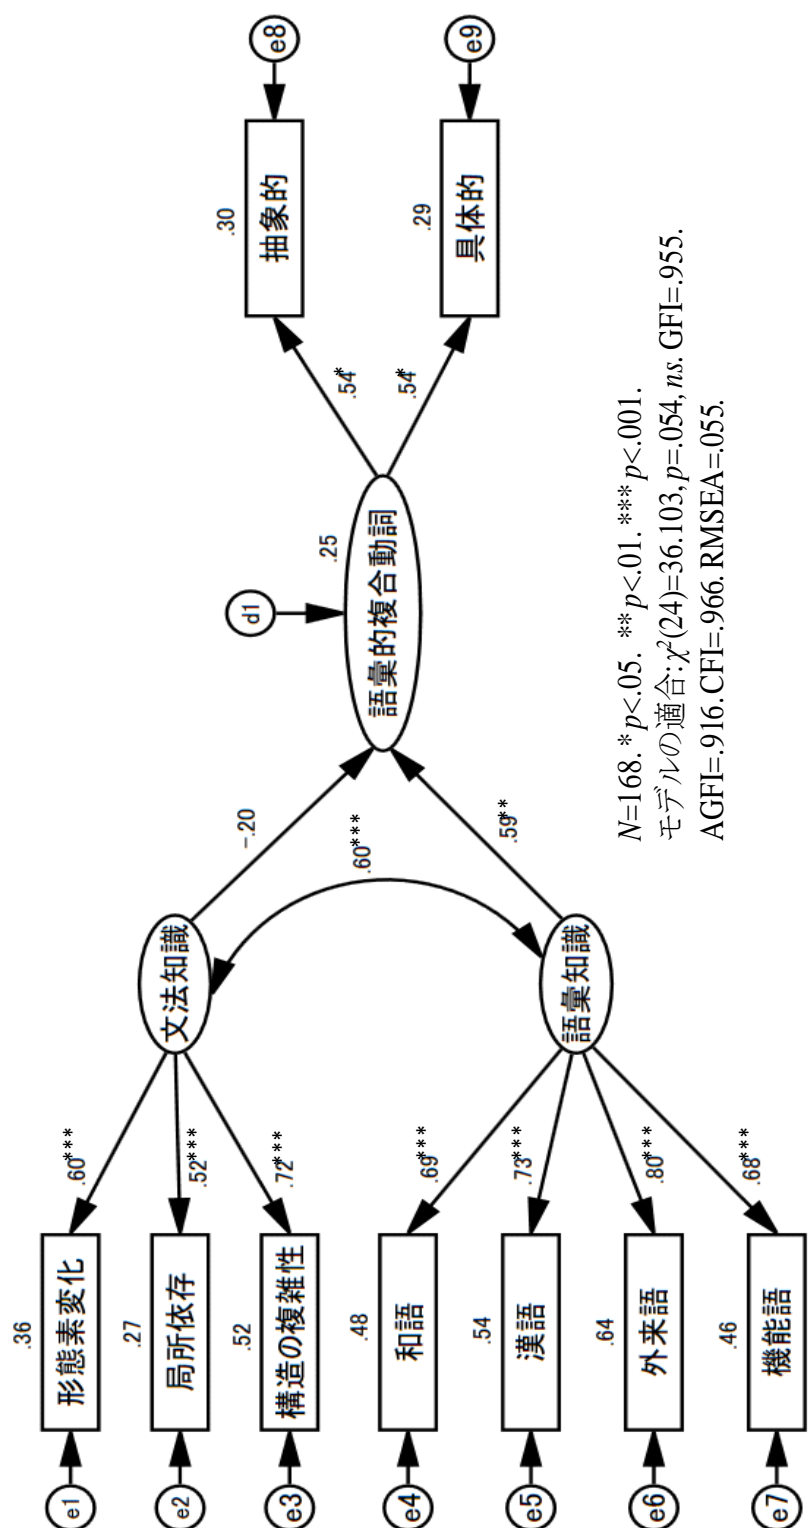 e1
.36
形態素変化
.60***
e2
.27
局所依存
.52***
e3
.52
構造の複雑性
.72***
文法知識
-.20
.60***
e4
.48
和語
.69***
e5
.54
漢語
.73***
e6
.64
外来語
.80***
e7
.46
機能語
.68***
語彙知識
.59**
d1
.25
語彙的複合動詞
.54*
.54*
.30
抽象的
e8
.29
具体的
e9
N=168. *p<.05. **p<.01. ***p<.001.
モデルの適合:χ²(24)=36.103, p=.054, ns. GFI=.955.
AGFI=.916. CFI=.966. RMSEA=.055.